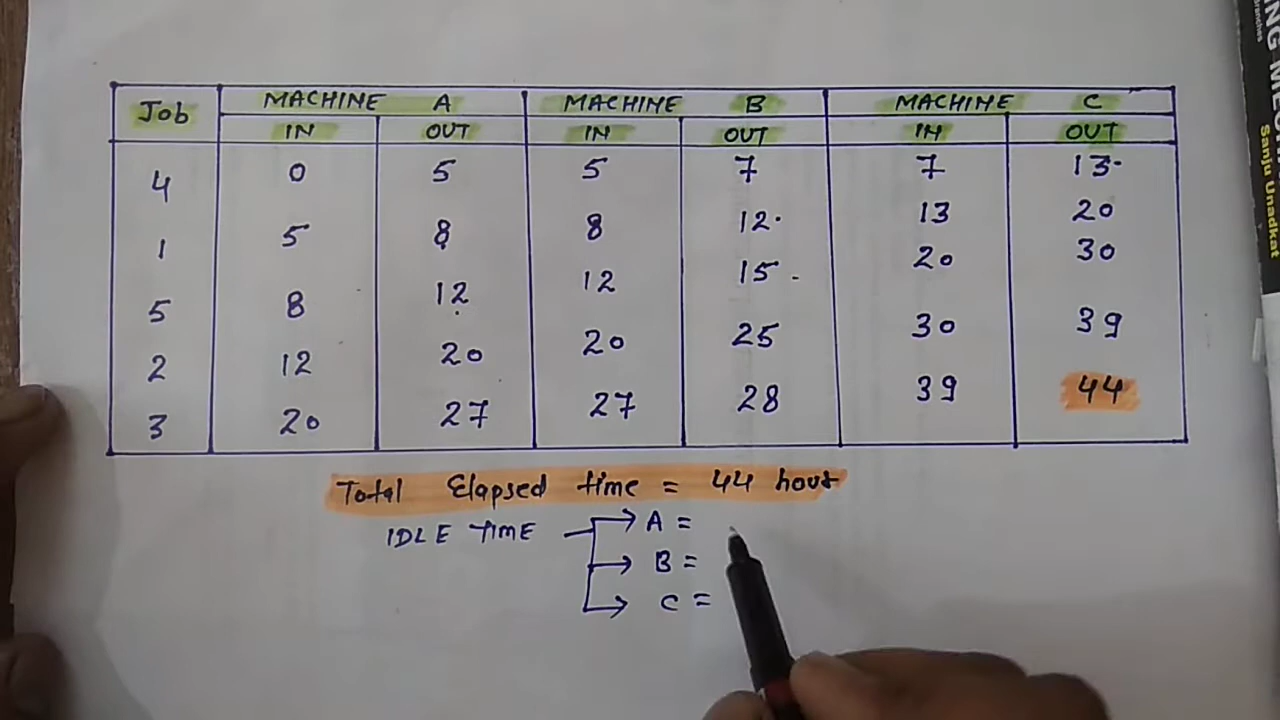 Job MACHINE A MACHINE B MACHINE C
IN OUT IN OUT IN OUT
4 0 5 5 7 7 13
1 5 8 8 12 13 20
5 8 12 12 15 20 30
2 12 20 20 25 30 39
3 20 27 27 28 39 44
Total Elapsed time = 44 hour
IDLE TIME → A =
→ B =
→ C =
Sanju Unadkat